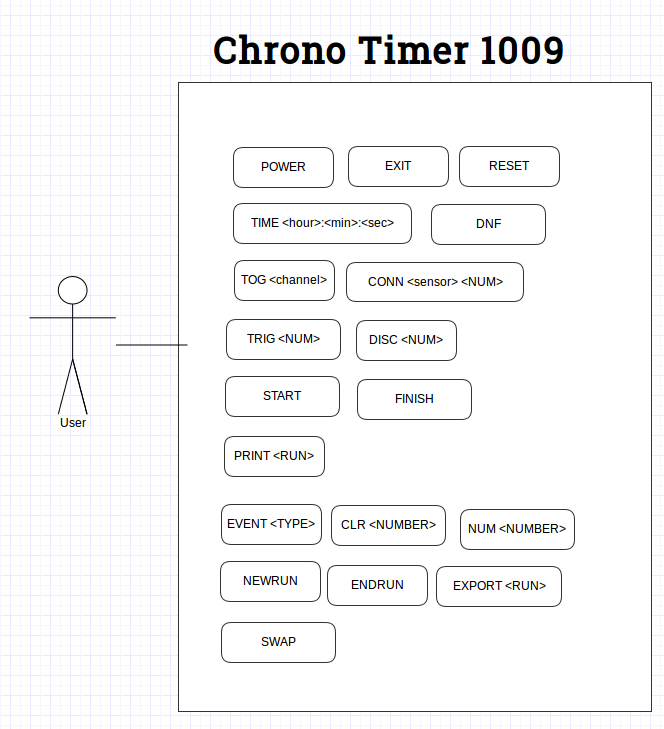 Chrono Timer 1009
POWER
EXIT
RESET
TIME <hour>:<min>:<sec>
DNF
TOG <channel>
CONN <sensor> <NUM>
TRIG <NUM>
DISC <NUM>
START
FINISH
User
PRINT <RUN>
EVENT <TYPE>
CLR <NUMBER>
NUM <NUMBER>
NEWRUN
ENDRUN
EXPORT <RUN>
SWAP